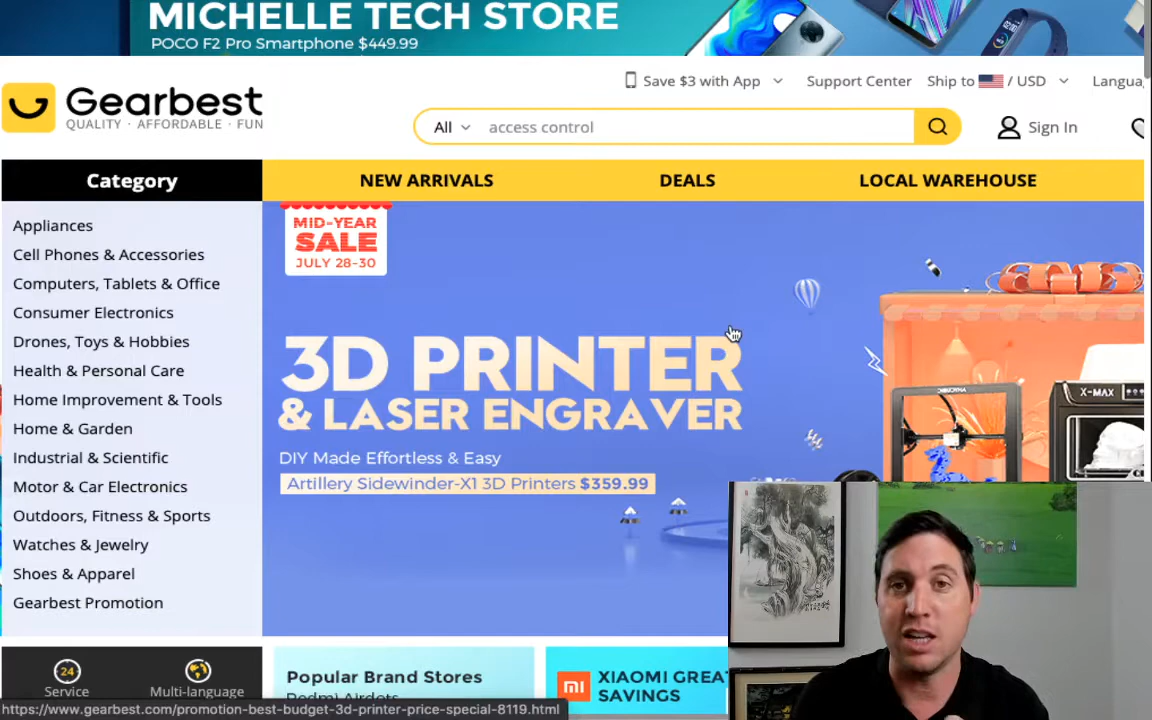 MICHELLE TECH STORE
POCO F2 Pro Smartphone $449.99
Save $3 with App
Support Center
Ship to / USD
Gearbest
QUALITY · AFFORDABLE · FUN
All
access control
Sign In
Category
NEW ARRIVALS
DEALS
LOCAL WAREHOUSE
Appliances
Cell Phones & Accessories
Computers, Tablets & Office
Consumer Electronics
Drones, Toys & Hobbies
Health & Personal Care
Home Improvement & Tools
Home & Garden
Industrial & Scientific
Motor & Car Electronics
Outdoors, Fitness & Sports
Watches & Jewelry
Shoes & Apparel
Gearbest Promotion
MID-YEAR
SALE
JULY 28-30
3D PRINTER
& LASER ENGRAVER
DIY Made Effortless & Easy
Artillery Sidewinder-X1 3D Printers $359.99
X-MAX
24
Service
Multi-language
Popular Brand Stores
mi
XIAOMI
SAVINGS
https://www.gearbest.com/promotion-best-budget-3d-printer-price-special-8119.html